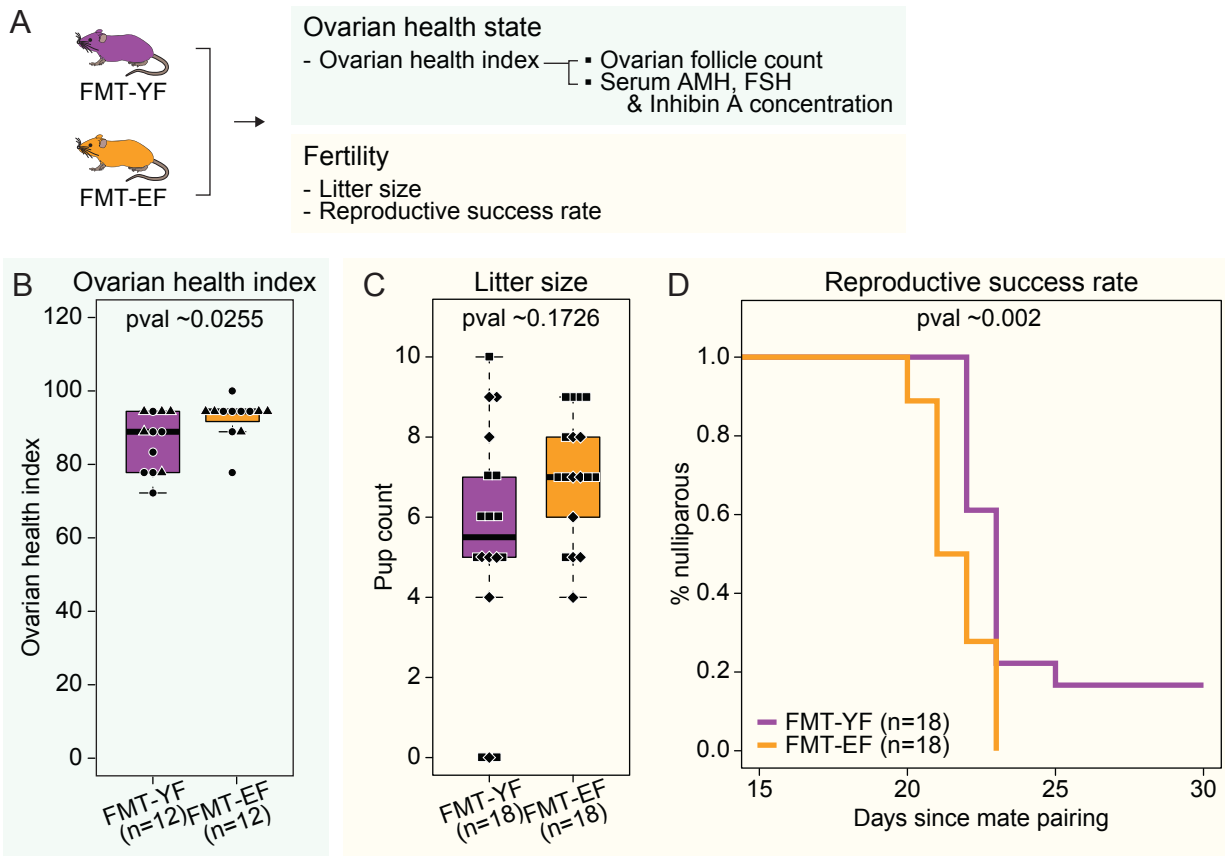 A
FMT-YF
FMT-EF
Ovarian health state
- Ovarian health index
▪ Ovarian follicle count
▪ Serum AMH, FSH
& Inhibin A concentration
Fertility
- Litter size
- Reproductive success rate
B
Ovarian health index
pval ~0.0255
Ovarian health index
120
100
80
60
40
20
0
FMT-YF
(n=12)
FMT-EF
(n=12)
C
Litter size
pval ~0.1726
Pup count
10
8
6
4
2
0
FMT-YF
(n=18)
FMT-EF
(n=18)
D
Reproductive success rate
pval ~0.002
% nulliparous
1.0
0.8
0.6
0.4
0.2
0.0
FMT-YF (n=18)
FMT-EF (n=18)
15 20 25 30
Days since mate pairing